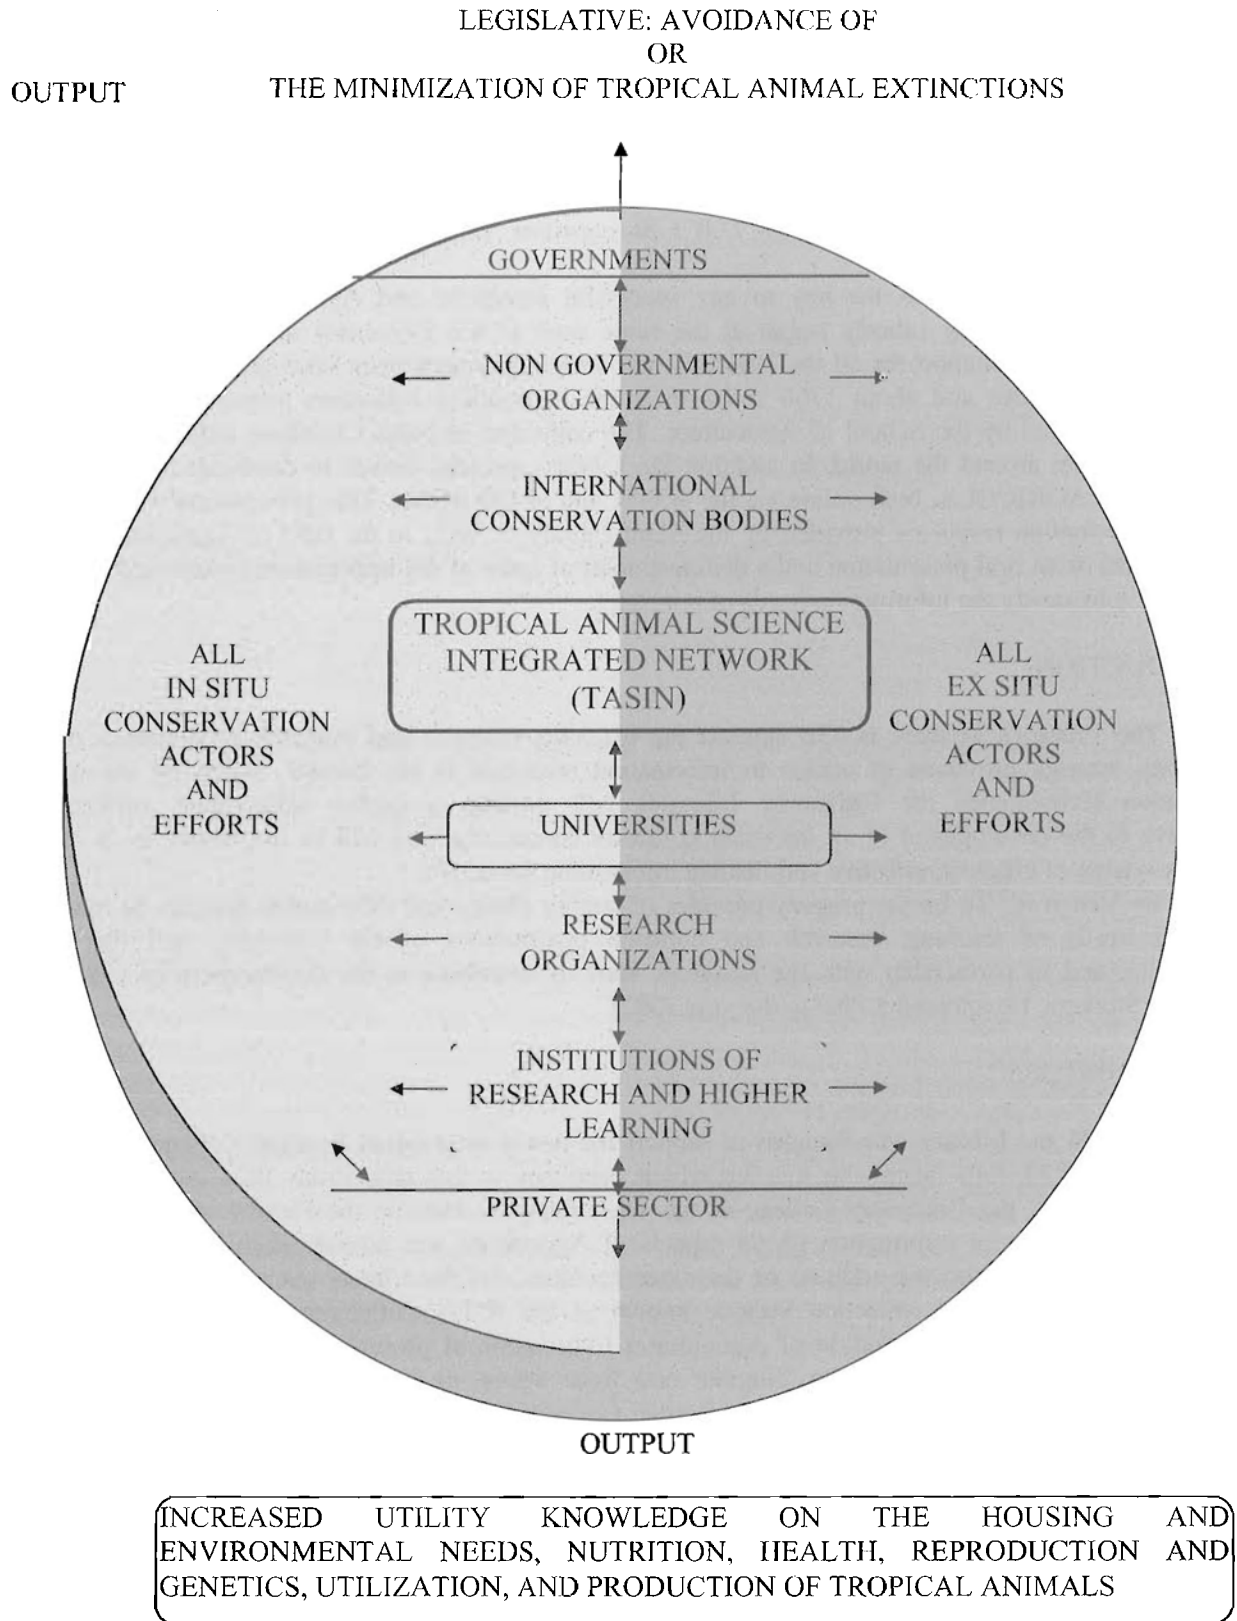 LEGISLATIVE: AVOIDANCE OF
OR
OUTPUT THE MINIMIZATION OF TROPICAL ANIMAL EXTINCTIONS
GOVERNMENTS
NON GOVERNMENTAL
ORGANIZATIONS
INTERNATIONAL
CONSERVATION BODIES
TROPICAL ANIMAL SCIENCE
INTEGRATED NETWORK
(TASIN)
ALL
IN SITU
CONSERVATION
ACTORS
AND
EFFORTS
ALL
EX SITU
CONSERVATION
ACTORS
AND
EFFORTS
UNIVERSITIES
RESEARCH
ORGANIZATIONS
INSTITUTIONS OF
RESEARCH AND HIGHER
LEARNING
PRIVATE SECTOR
OUTPUT
INCREASED UTILITY KNOWLEDGE ON THE HOUSING AND
ENVIRONMENTAL NEEDS, NUTRITION, HEALTH, REPRODUCTION AND
GENETICS, UTILIZATION, AND PRODUCTION OF TROPICAL ANIMALS